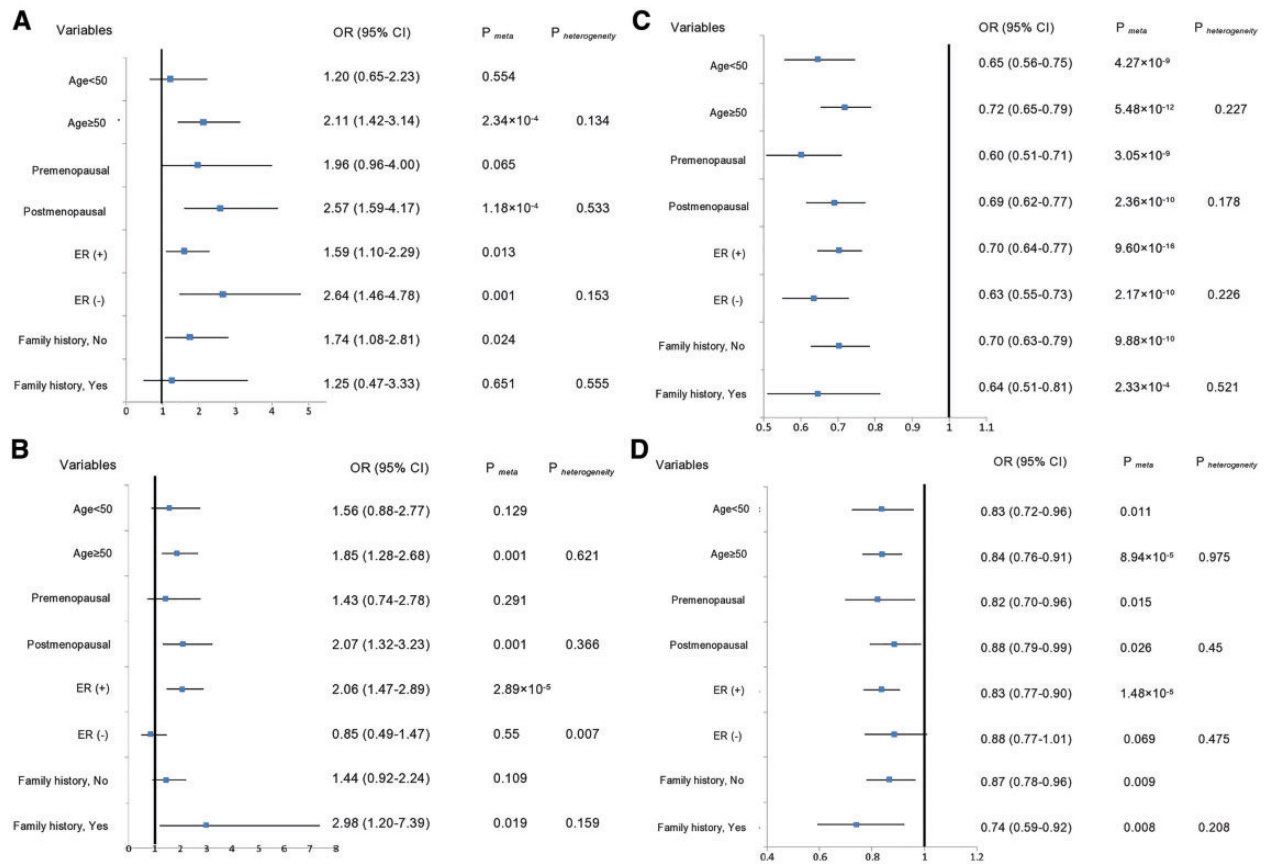 A
Variables OR (95% CI) P meta P heterogeneity
Age<50 1.20 (0.65-2.23) 0.554
Age≥50 2.11 (1.42-3.14) 2.34×10⁻⁴ 0.134
Premenopausal 1.96 (0.96-4.00) 0.065
Postmenopausal 2.57 (1.59-4.17) 1.18×10⁻⁴ 0.533
ER (+) 1.59 (1.10-2.29) 0.013
ER (-) 2.64 (1.46-4.78) 0.001 0.153
Family history, No 1.74 (1.08-2.81) 0.024
Family history, Yes 1.25 (0.47-3.33) 0.651 0.555
0 1 2 3 4 5
B
Variables OR (95% CI) P meta P heterogeneity
Age<50 1.56 (0.88-2.77) 0.129
Age≥50 1.85 (1.28-2.68) 0.001 0.621
Premenopausal 1.43 (0.74-2.78) 0.291
Postmenopausal 2.07 (1.32-3.23) 0.001 0.366
ER (+) 2.06 (1.47-2.89) 2.89×10⁻⁵
ER (-) 0.85 (0.49-1.47) 0.55 0.007
Family history, No 1.44 (0.92-2.24) 0.109
Family history, Yes 2.98 (1.20-7.39) 0.019 0.159
0 1 2 3 4 5 6 7 8
C
Variables OR (95% CI) P meta P heterogeneity
Age<50 0.65 (0.56-0.75) 4.27×10⁻⁹
Age≥50 0.72 (0.65-0.79) 5.48×10⁻¹² 0.227
Premenopausal 0.60 (0.51-0.71) 3.05×10⁻⁹
Postmenopausal 0.69 (0.62-0.77) 2.36×10⁻¹⁰ 0.178
ER (+) 0.70 (0.64-0.77) 9.60×10⁻¹⁶
ER (-) 0.63 (0.55-0.73) 2.17×10⁻¹⁰ 0.226
Family history, No 0.70 (0.63-0.79) 9.88×10⁻¹⁰
Family history, Yes 0.64 (0.51-0.81) 2.33×10⁻⁴ 0.521
0.5 0.6 0.7 0.8 0.9 1 1.1
D
Variables OR (95% CI) P meta P heterogeneity
Age<50 0.83 (0.72-0.96) 0.011
Age≥50 0.84 (0.76-0.91) 8.94×10⁻⁵ 0.975
Premenopausal 0.82 (0.70-0.96) 0.015
Postmenopausal 0.88 (0.79-0.99) 0.026 0.45
ER (+) 0.83 (0.77-0.90) 1.48×10⁻⁵
ER (-) 0.88 (0.77-1.01) 0.069 0.475
Family history, No 0.87 (0.78-0.96) 0.009
Family history, Yes 0.74 (0.59-0.92) 0.008 0.208
0.4 0.6 0.8 1 1.2